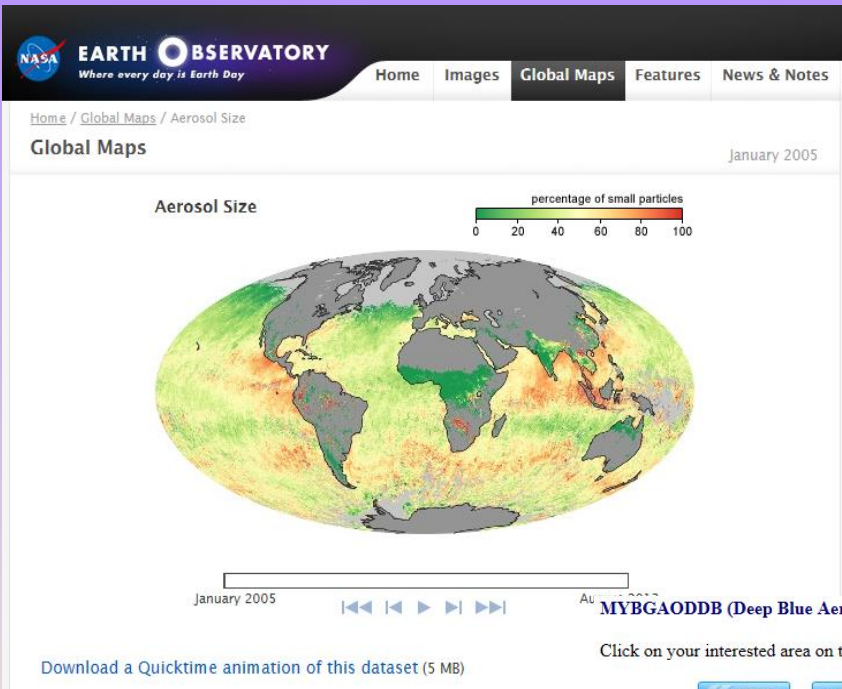 NASA
EARTH OBSERVATORY
Where every day is Earth Day
Home Images Global Maps Features News & Notes
Home / Global Maps / Aerosol Size
Global Maps
January 2005
Aerosol Size
percentage of small particles
0 20 40 60 80 100
January 2005
MYBGAODDB (Deep Blue
Click on your interested area on
Download a Quicktime animation of this dataset (5 MB)